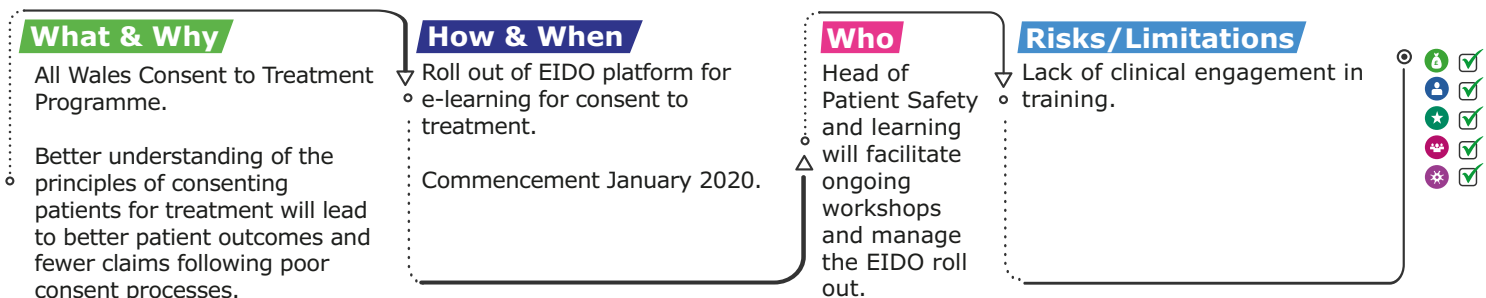 What & Why
All Wales Consent to Treatment
Programme.
Better understanding of the
principles of consenting
patients for treatment will lead
to better patient outcomes and
fewer claims following poor
consent processes.
How & When
Roll out of EIDO platform for
e-learning for consent to
treatment.
Commencement January 2020.
Who
Head of
Patient Safety
and learning
will facilitate
ongoing
workshops
and manage
the EIDO roll
out.
Risks/Limitations
Lack of clinical engagement in
training.